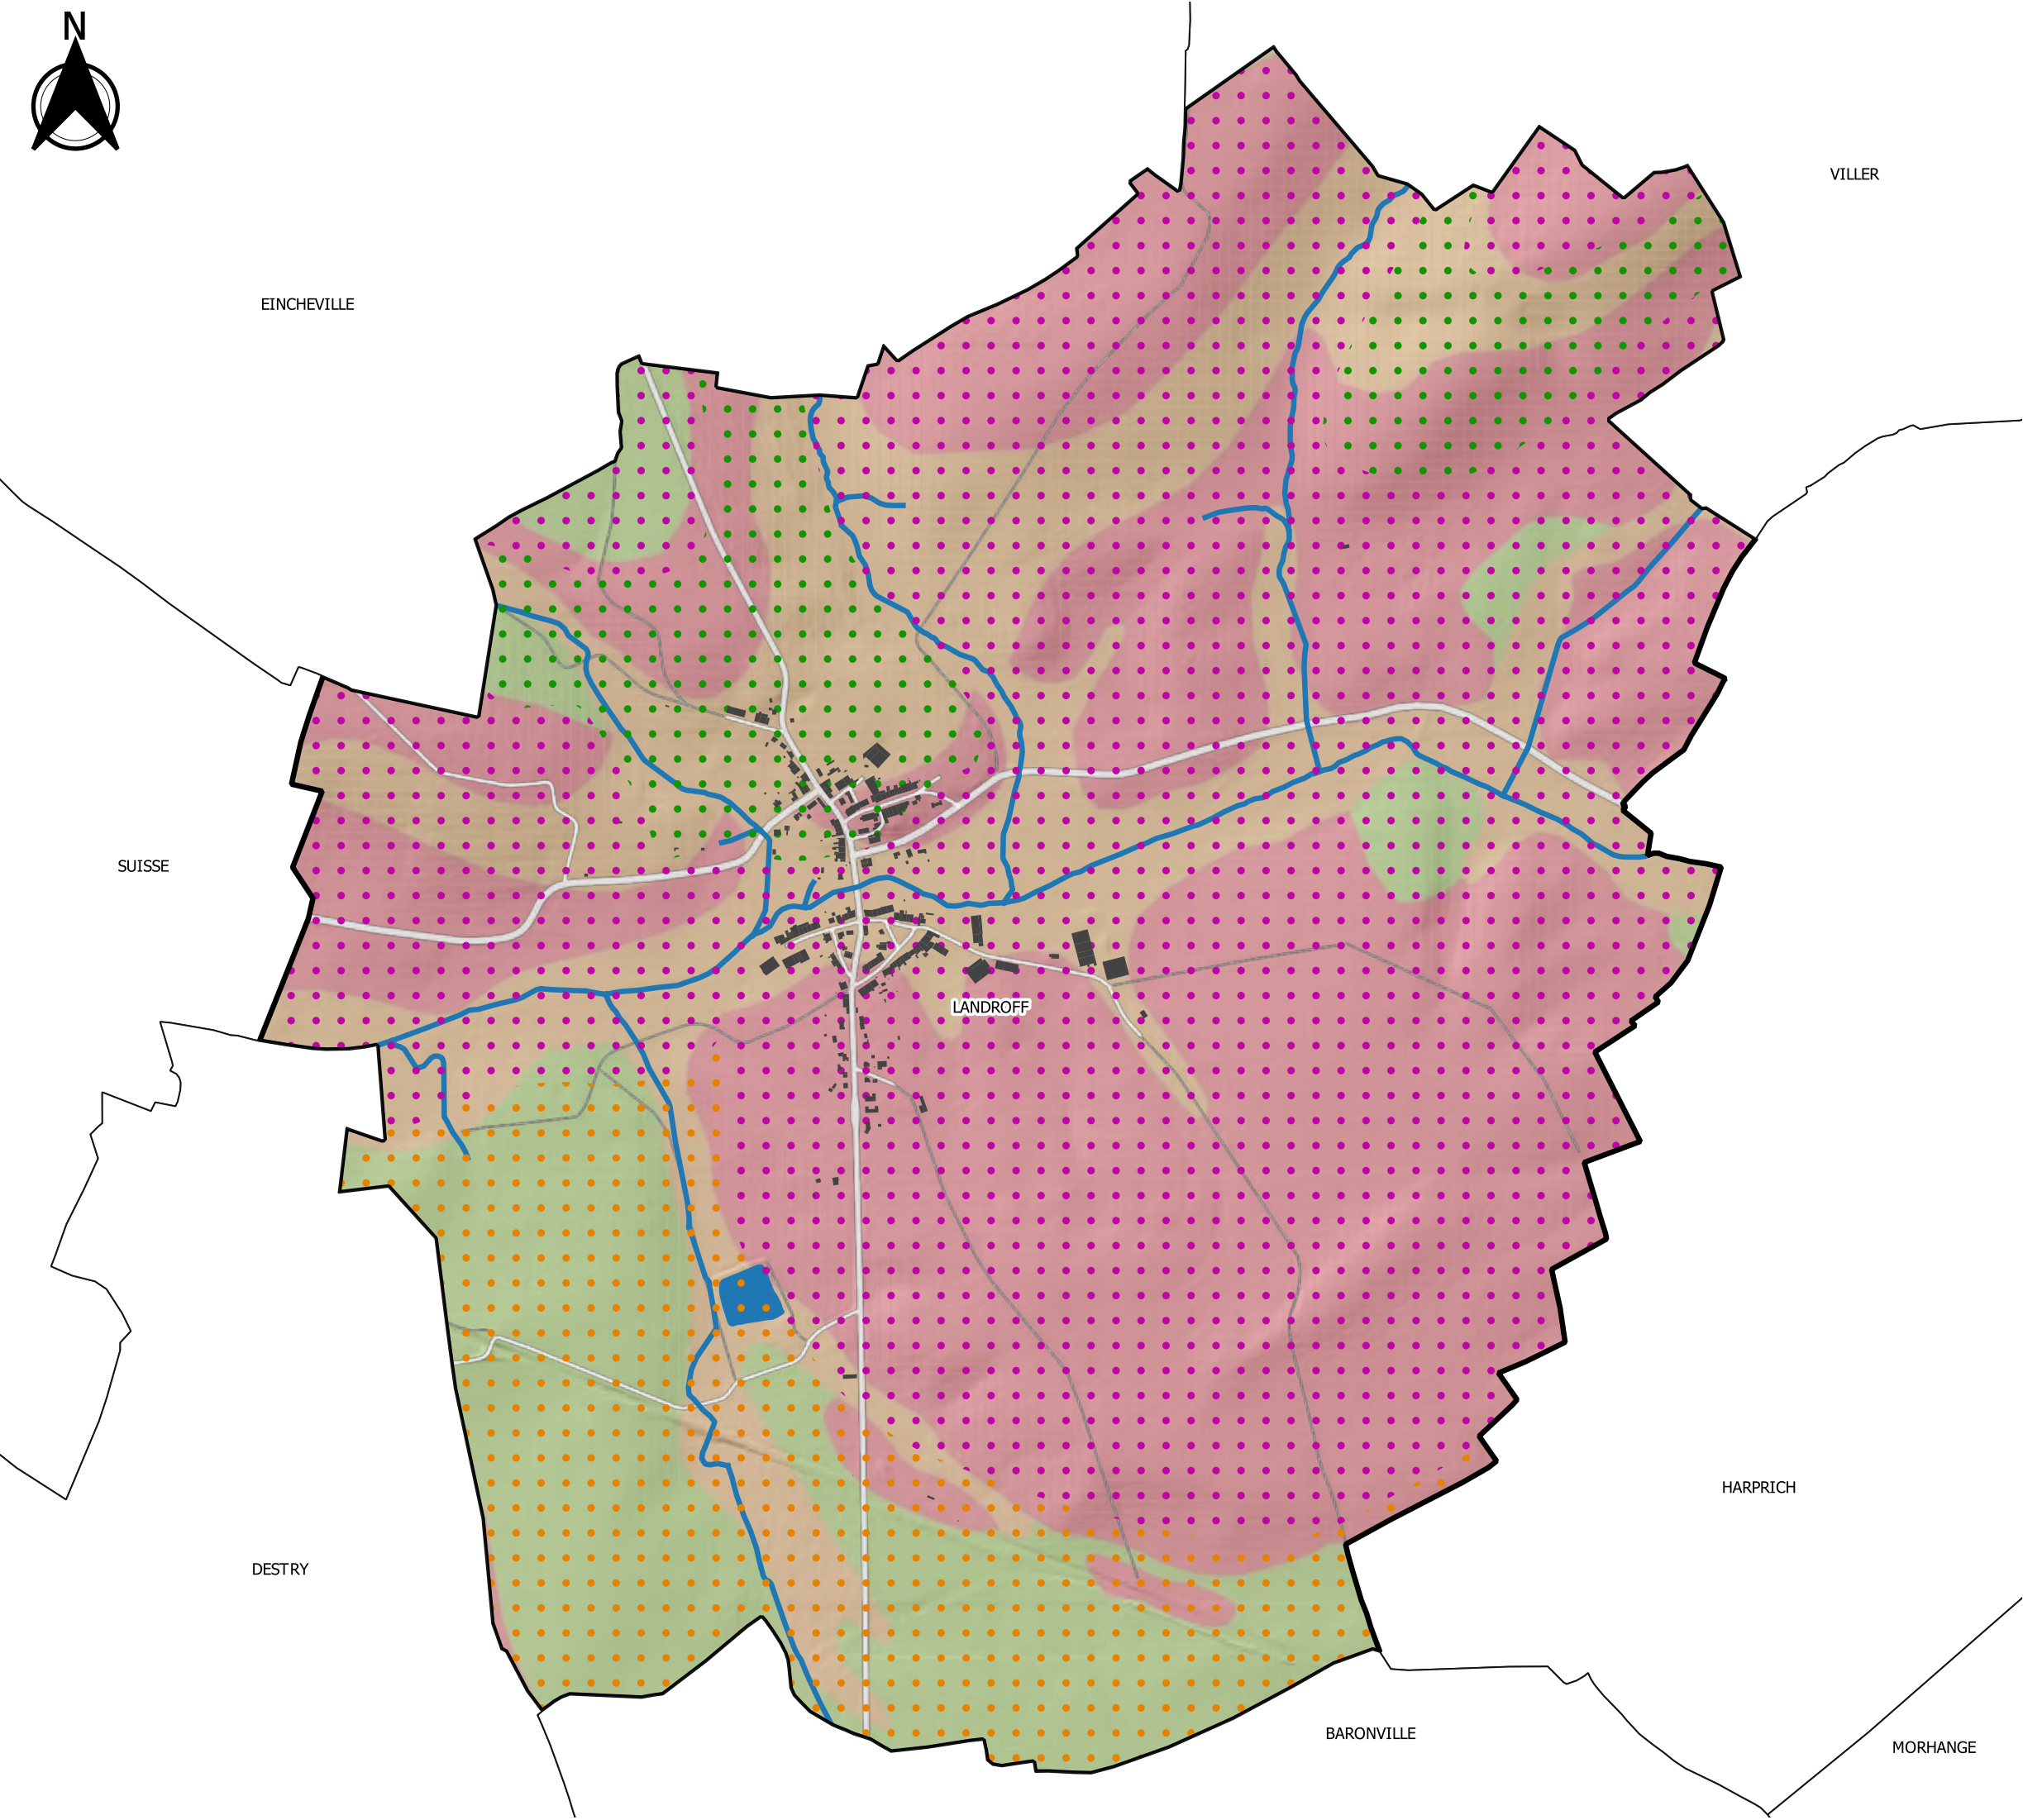 N
VILLER
EINCHEVILLE
SUISSE
LANDROFF
HARPRICH
DESTRY
BARONVILLE
MORHANGE